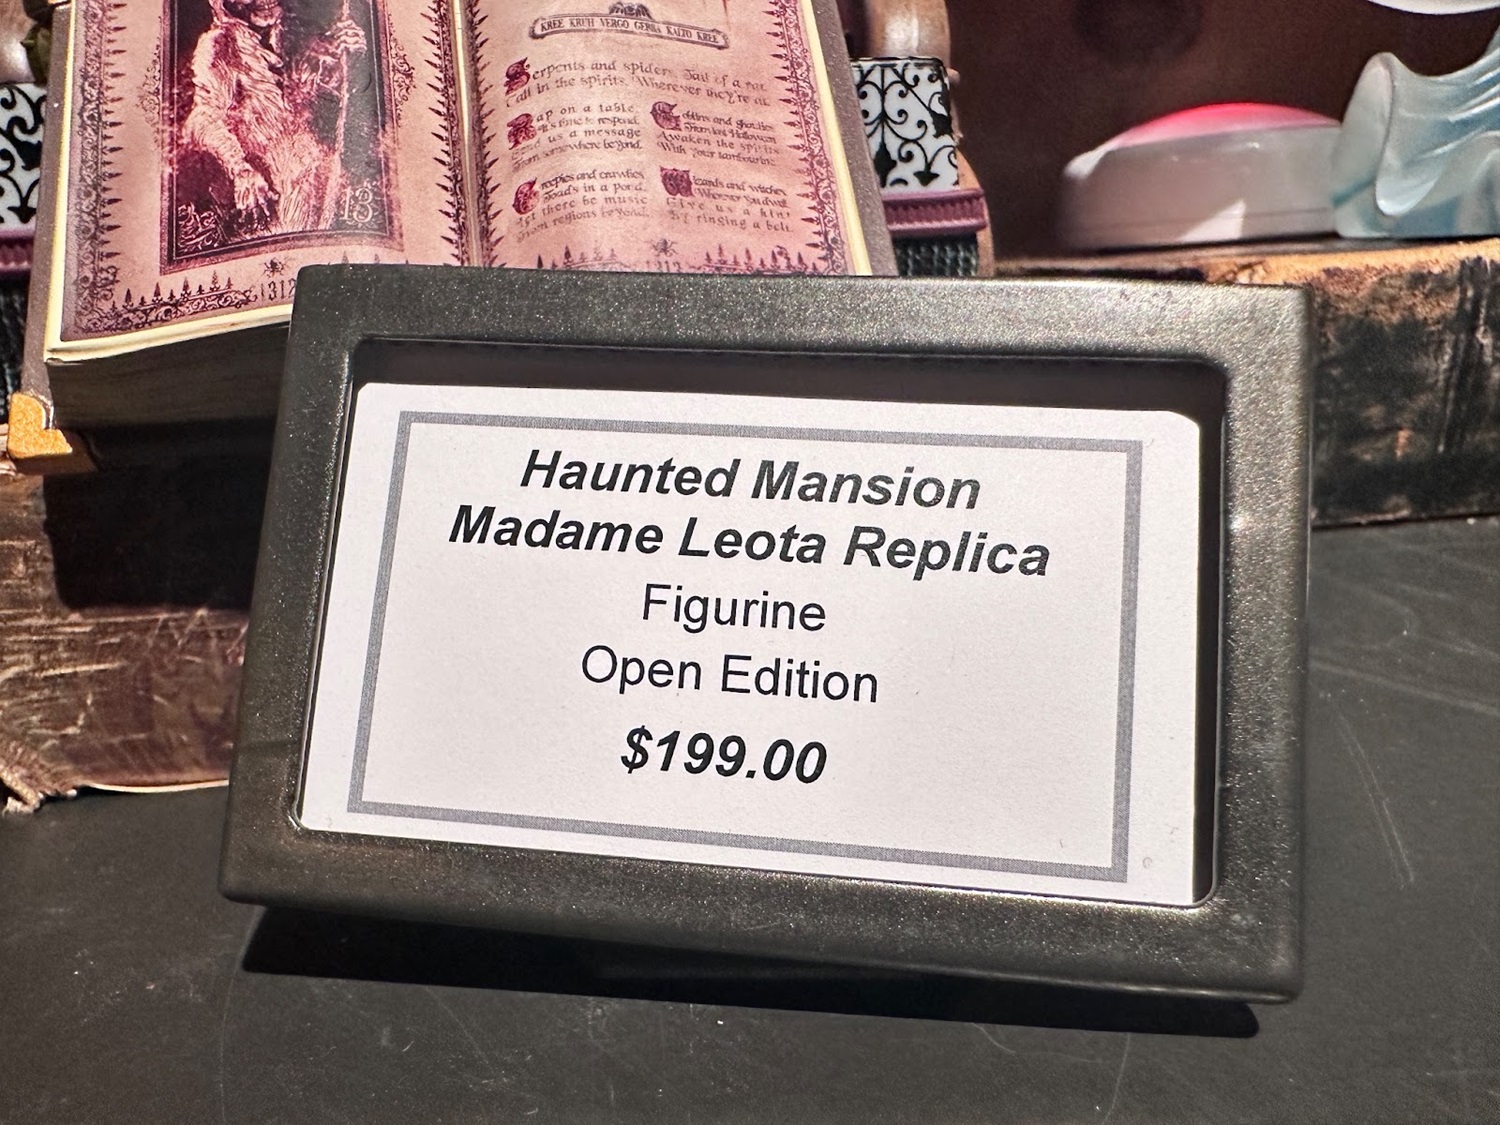 KREE KRUH VERGO GERBA KALTO KREE
Serpents and spiders, Tail of a rat,
Call in the spirits, Wherever they're at.
Rap on a table,
It's time to respond,
Send us a message
From somewhere beyond.
Goblins and ghoulies
From last Halloween
Awaken the spirits
With your tambourine.
Creepies and crawlies
Toads in a pond,
Let there be music
From regions beyond.
Wizards and witches
Wherever you dwell
Give us a hint
By ringing a bell.
13
1312
1313
Haunted Mansion
Madame Leota Replica
Figurine
Open Edition
$199.00